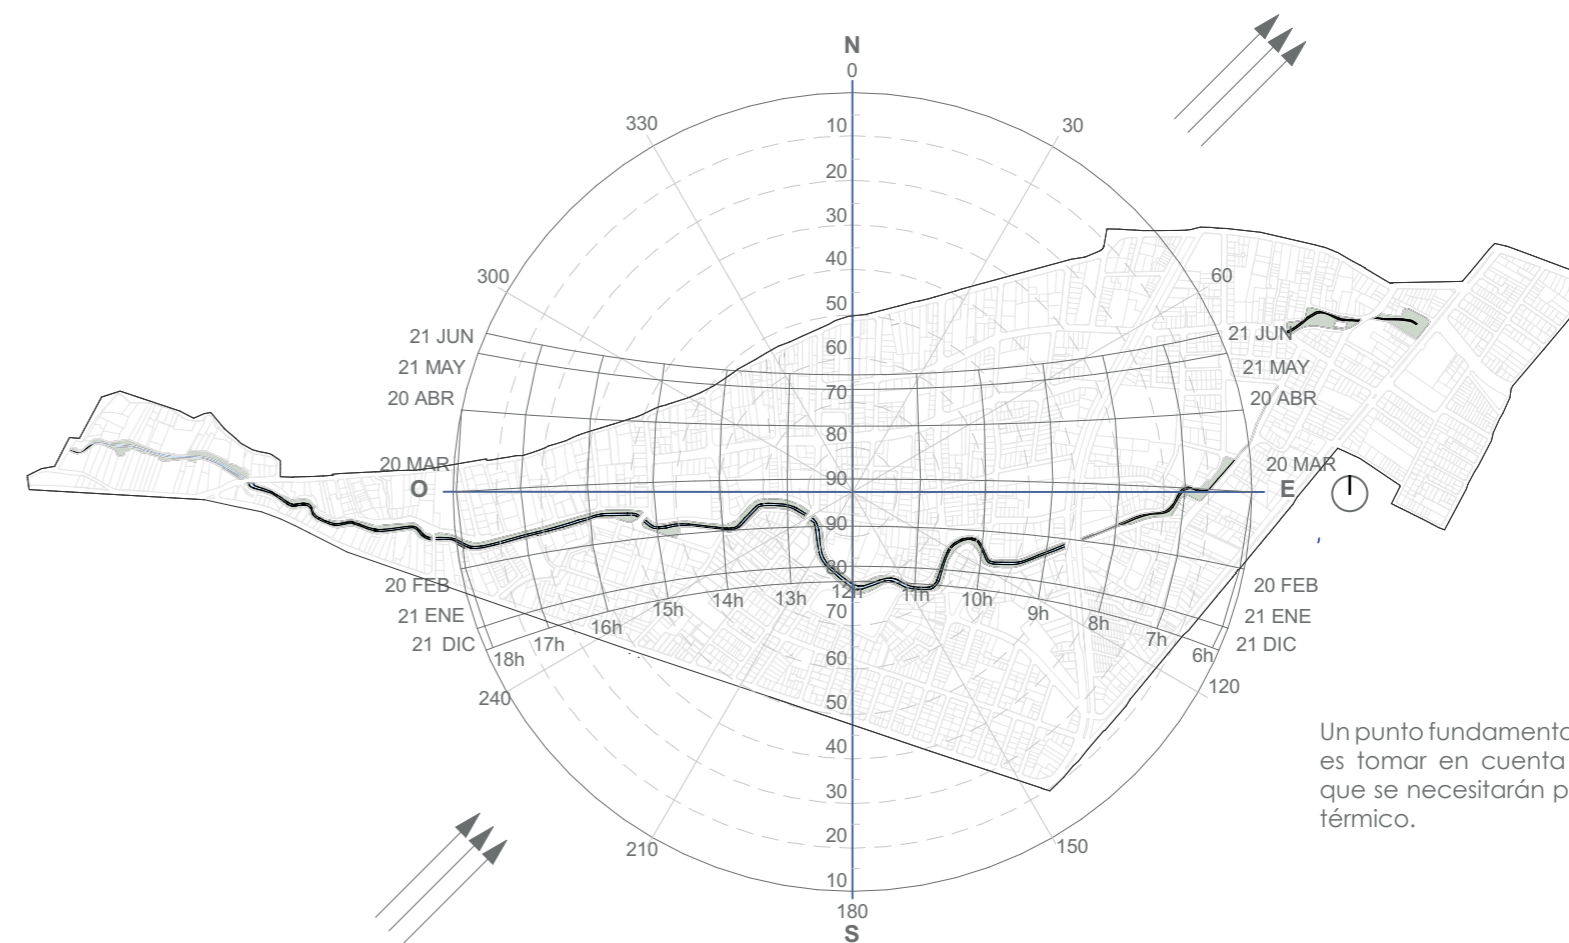 N
0
330
30
10
20
30
40
50
60
70
80
90
300
60
21 JUN
21 JUN
21 MAY
21 MAY
20 ABR
20 ABR
20 MAR
20 MAR
O
E
90
80
70
60
50
40
30
20
10
20 FEB
20 FEB
21 ENE
21 ENE
21 DIC
21 DIC
18h
17h
16h
15h
14h
13h
12h
11h
10h
9h
8h
7h
6h
240
120
210
150
180
S
Un punto fundamenta
es tomar en cuenta
que se necesitarán p
térmico.